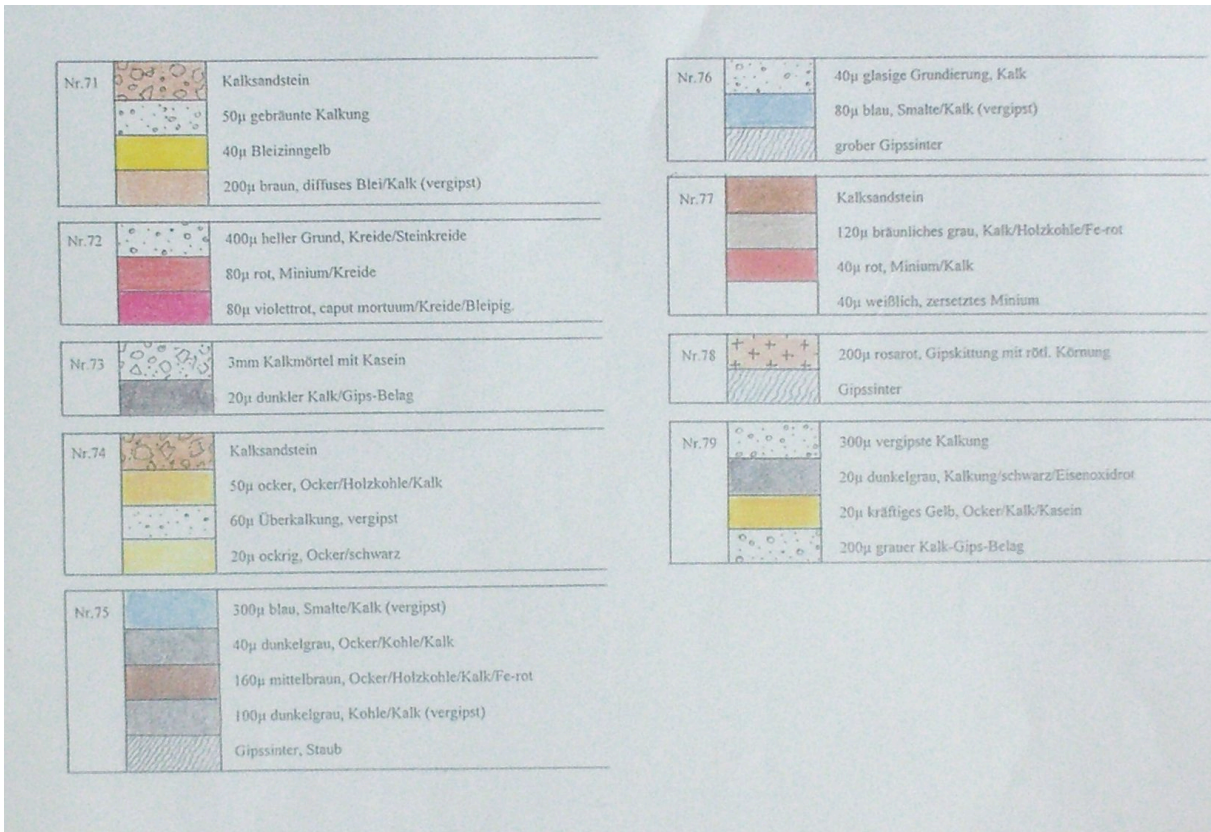 Nr.71
Kalksandstein
50µ gebräunte Kalkung
40µ Bleizinngelb
200µ braun, diffuses Blei/Kalk (vergipst)
Nr.72
400µ heller Grund, Kreide/Steinkreide
80µ rot, Minium/Kreide
80µ violettrot, caput mortuum/Kreide/Bleipig.
Nr.73
3mm Kalkmörtel mit Kasein
20µ dunkler Kalk/Gips-Belag
Nr.74
Kalksandstein
50µ ocker, Ocker/Holzkohle/Kalk
60µ Überkalkung, vergipst
20µ ockrig, Ocker/schwarz
Nr.75
300µ blau, Smalte/Kalk (vergipst)
40µ dunkelgrau, Ocker/Kohle/Kalk
160µ mittelbraun, Ocker/Holzkohle/Kalk/Fe-rot
100µ dunkelgrau, Kohle/Kalk (vergipst)
Gipssinter, Staub
Nr.76
40µ glasige Grundierung, Kalk
80µ blau, Smalte/Kalk (vergipst)
grober Gipssinter
Nr.77
Kalksandstein
120µ bräunliches grau, Kalk/Holzkohle/Fe-rot
40µ rot, Minium/Kalk
40µ weißlich, zersetztes Minium
Nr.78
200µ rosarot, Gipskittung mit rötl. Körnung
Gipssinter
Nr.79
300µ vergipste Kalkung
20µ dunkelgrau, Kalkung/schwarz/Eisenoxidrot
20µ kräftiges Gelb, Ocker/Kalk/Kasein
200µ grauer Kalk-Gips-Belag